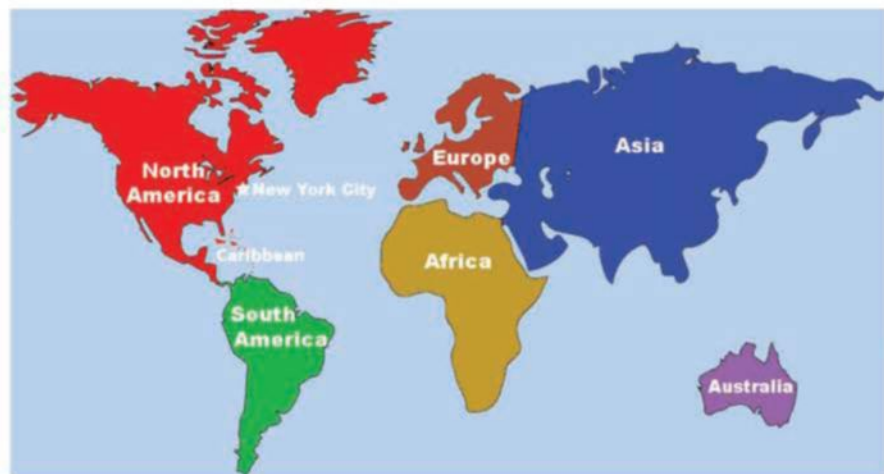 North
America
New York City
Caribbean
South
America
Europe
Africa
Asia
Australia